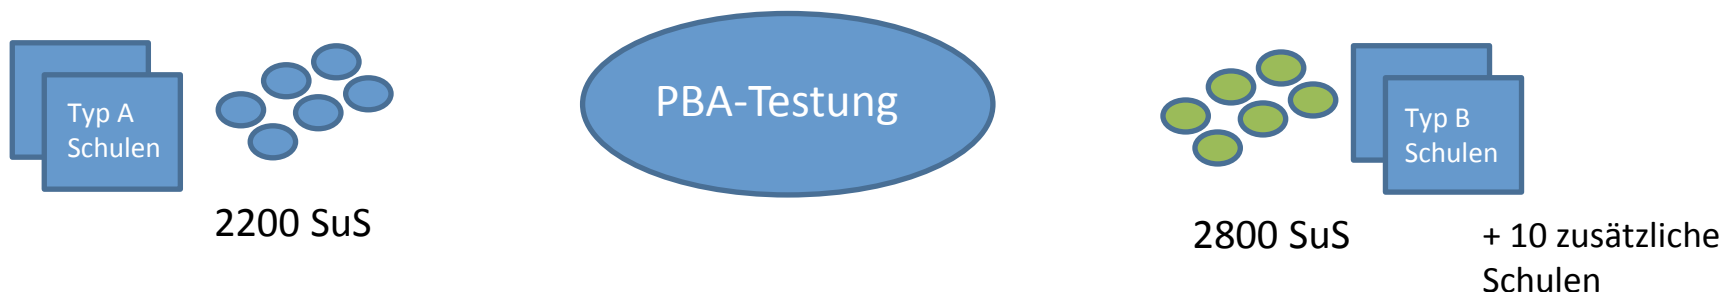 Typ A
Schulen
2200 SuS
PBA-Testung
2800 SuS
Typ B
Schulen
+ 10 zusätzliche
Schulen